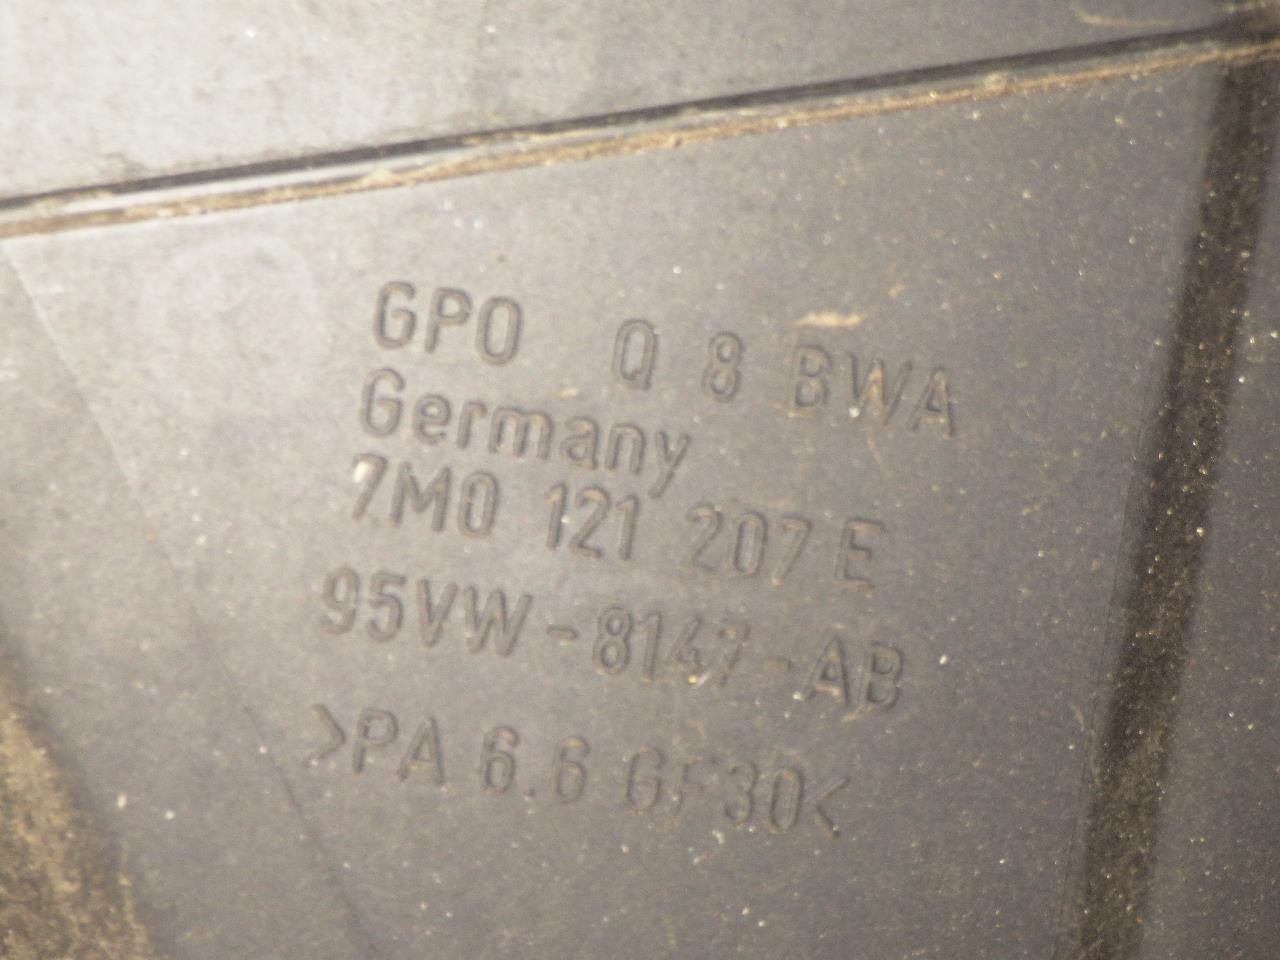 GPO Q 8 BWA
Germany
7M0 121 207 E
95VW-8147-AB
>PA 6.6 GF30<